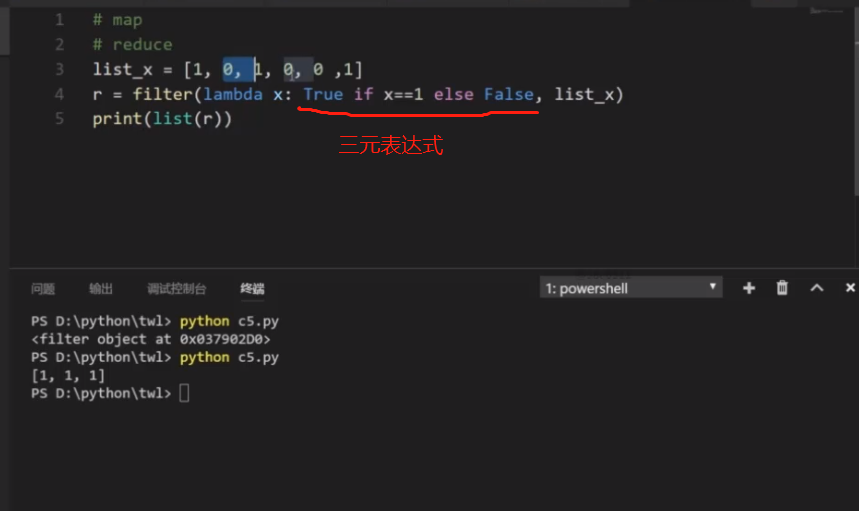 1 # map
2 # reduce
3 list_x = [1, 0, 1, 0, 0 ,1]
4 r = filter(lambda x: True if x==1 else False, list_x)
5 print(list(r))
三元表达式
问题 输出 调试控制台 终端 1: powershell
PS D:\python\twl> python c5.py
<filter object at 0x037902D0>
PS D:\python\twl> python c5.py
[1, 1, 1]
PS D:\python\twl>